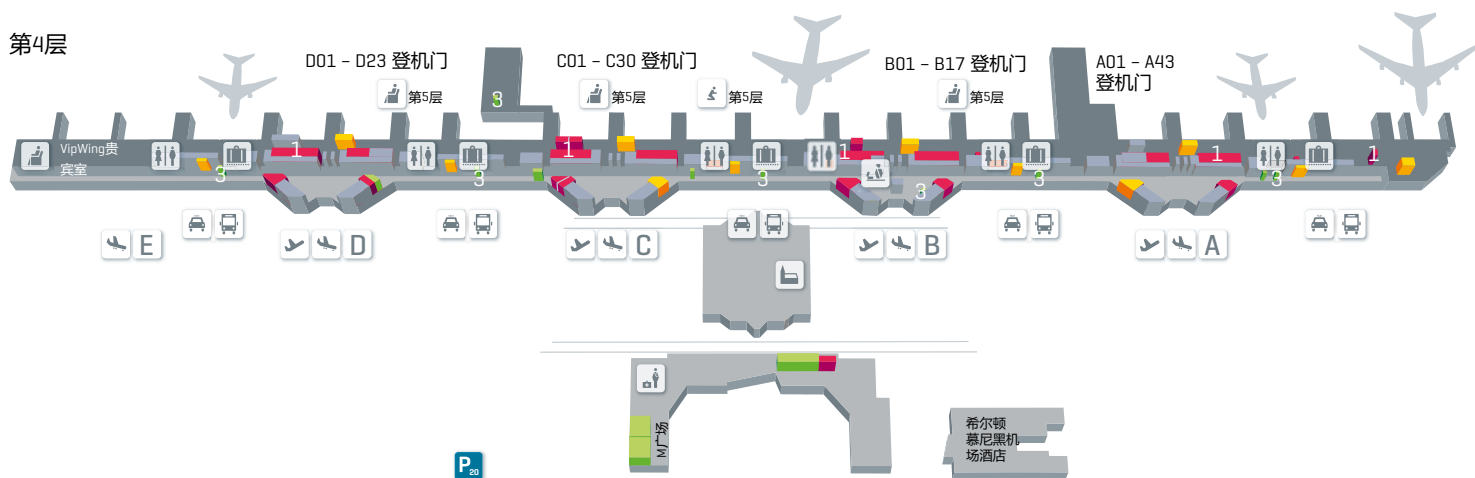 第4层
D01 – D23 登机门
C01 – C30 登机门
B01 – B17 登机门
A01 – A43
登机门
第5层
第5层
第5层
第5层
3
VipWing贵
宾室
1
1
1
1
1
3
3
3
3
3
3
E
D
C
B
A
M广场
希尔顿
慕尼黑机
场酒店
P20